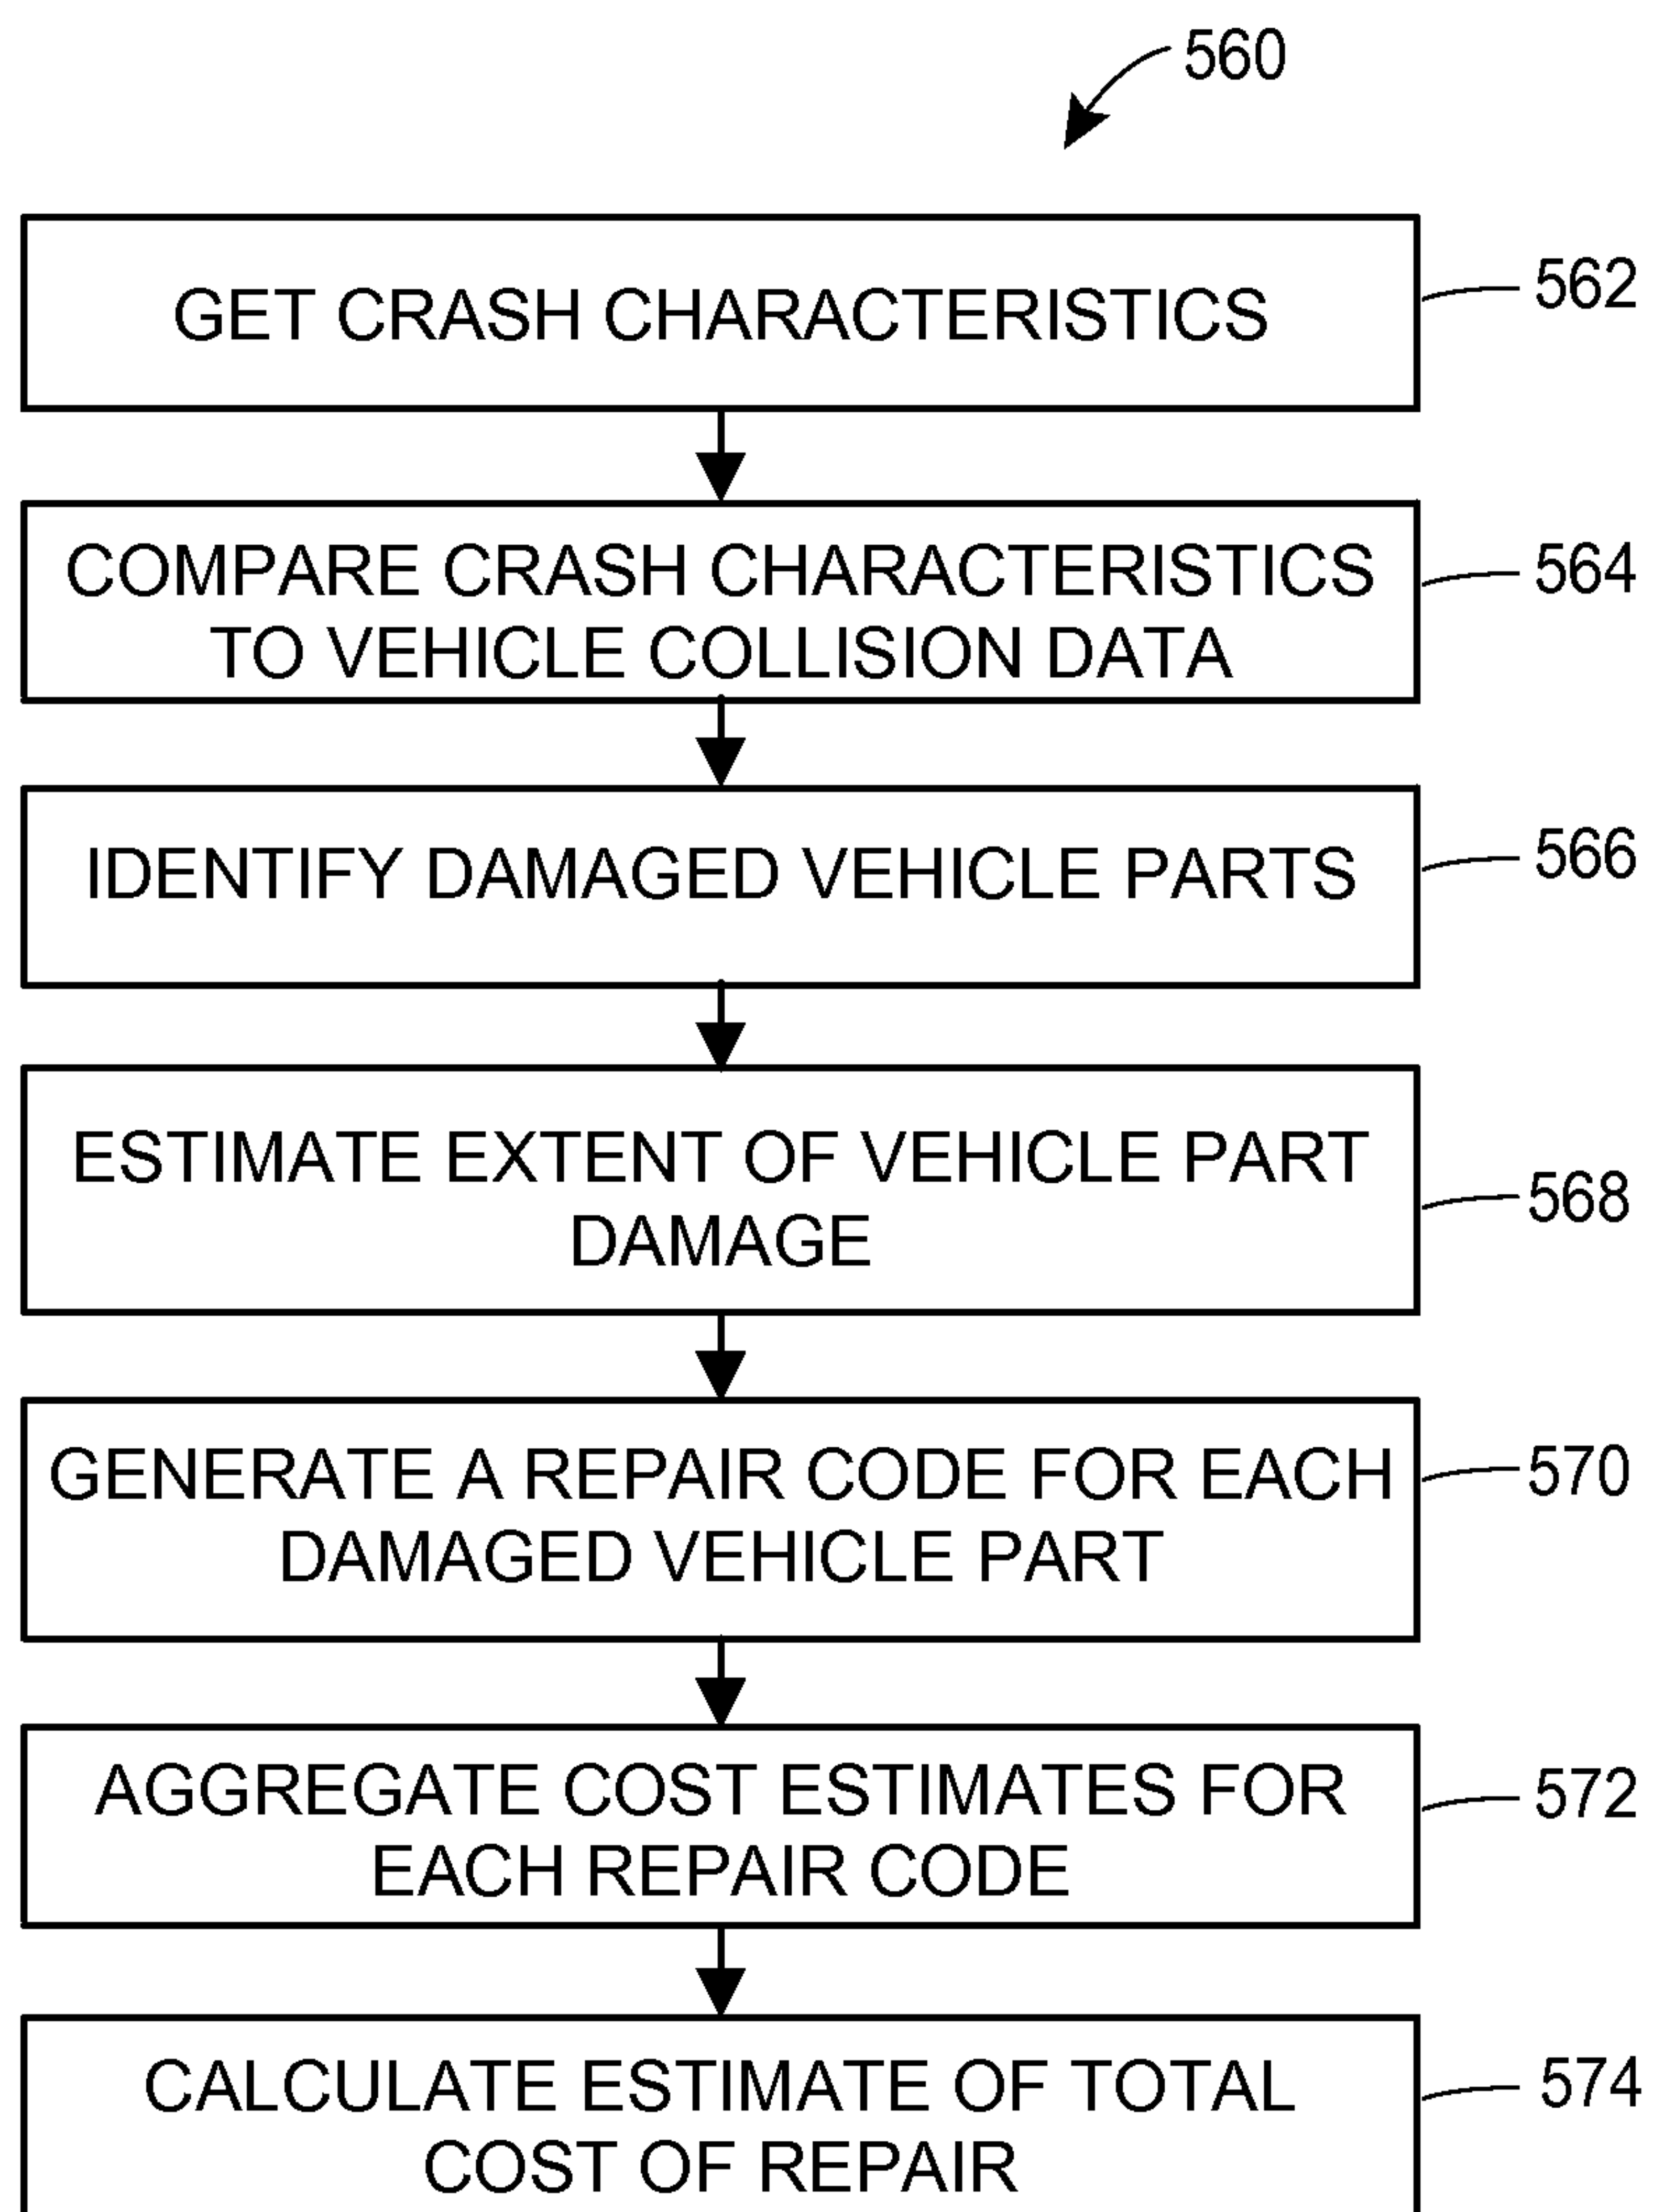 560
GET CRASH CHARACTERISTICS
562
COMPARE CRASH CHARACTERISTICS
TO VEHICLE COLLISION DATA
564
IDENTIFY DAMAGED VEHICLE PARTS
566
ESTIMATE EXTENT OF VEHICLE PART
DAMAGE
568
GENERATE A REPAIR CODE FOR EACH
DAMAGED VEHICLE PART
570
AGGREGATE COST ESTIMATES FOR
EACH REPAIR CODE
572
CALCULATE ESTIMATE OF TOTAL
COST OF REPAIR
574